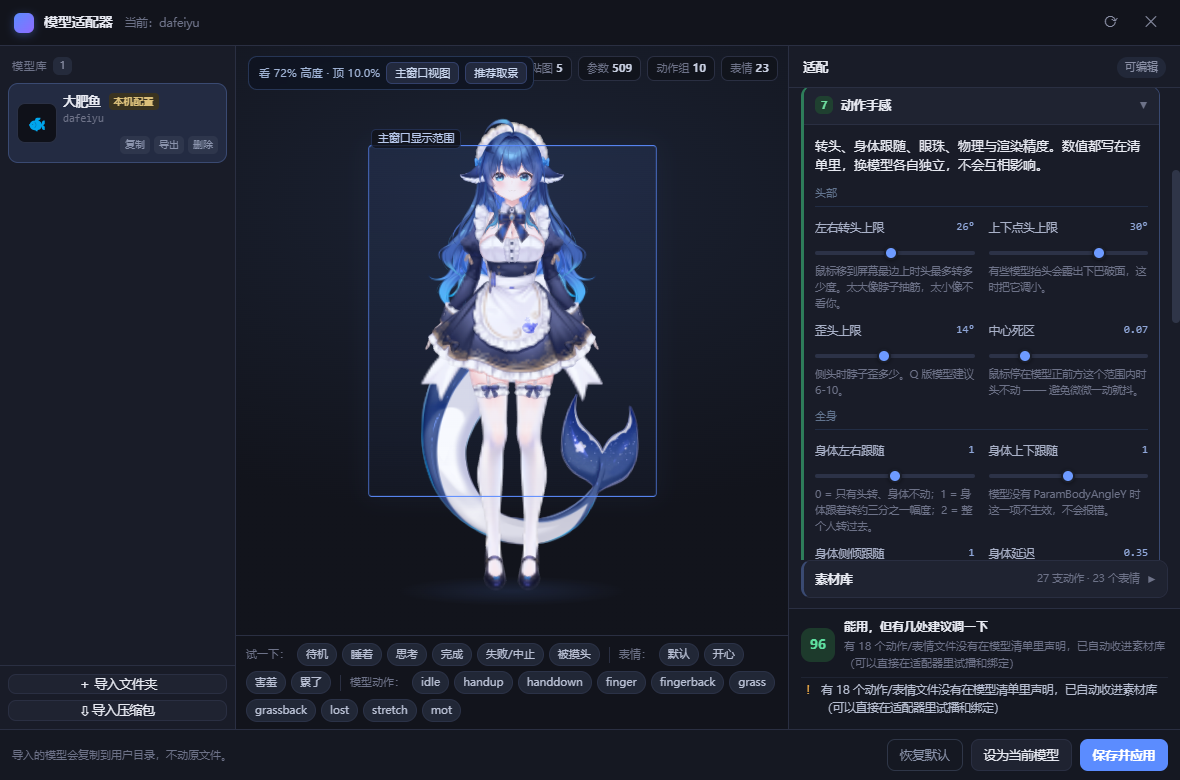 模型适配器 当前: dafeiyu
模型库 1
大肥鱼 本机配置
dafeiyu
复制 导出 删除
+ 导入文件夹
⇩ 导入压缩包
看 72% 高度 · 顶 10.0% 主窗口视图 推荐取景
贴图 5 参数 509 动作组 10 表情 23
主窗口显示范围
试一下: 待机 睡着 思考 完成 失败/中止 被摸头 表情: 默认 开心
害羞 累了 模型动作: idle handup handdown finger fingerback grass
grassback lost stretch mot
适配 可编辑
7 动作手感 ▼
转头、身体跟随、眼珠、物理与渲染精度。数值都写在清
单里，换模型各自独立，不会互相影响。
头部
左右转头上限 26°
鼠标移到屏幕最边上时头最多转多
少度。太大像脖子抽筋，太小像不
看你。
上下点头上限 30°
有些模型抬头会露出下巴破面，这
时把它调小。
歪头上限 14°
侧头时脖子歪多少。Q 版模型建议
6-10。
中心死区 0.07
鼠标停在模型正前方这个范围内时
头不动 —— 避免微微一动就抖。
全身
身体左右跟随 1
0 = 只有头转、身体不动；1 = 身
体跟着转约三分之一幅度；2 = 整
个人转过去。
身体上下跟随 1
模型没有 ParamBodyAngleY 时
这一项不生效，不会报错。
身体侧倾跟随 1
身体延迟 0.35
素材库 27 支动作 · 23 个表情 ▶
96 能用，但有几处建议调一下
有 18 个动作/表情文件没有在模型清单里声明，已自动收进素材库
（可以直接在适配器里试播和绑定）
! 有 18 个动作/表情文件没有在模型清单里声明，已自动收进素材库
（可以直接在适配器里试播和绑定）
导入的模型会复制到用户目录，不动原文件。
恢复默认 设为当前模型 保存并应用